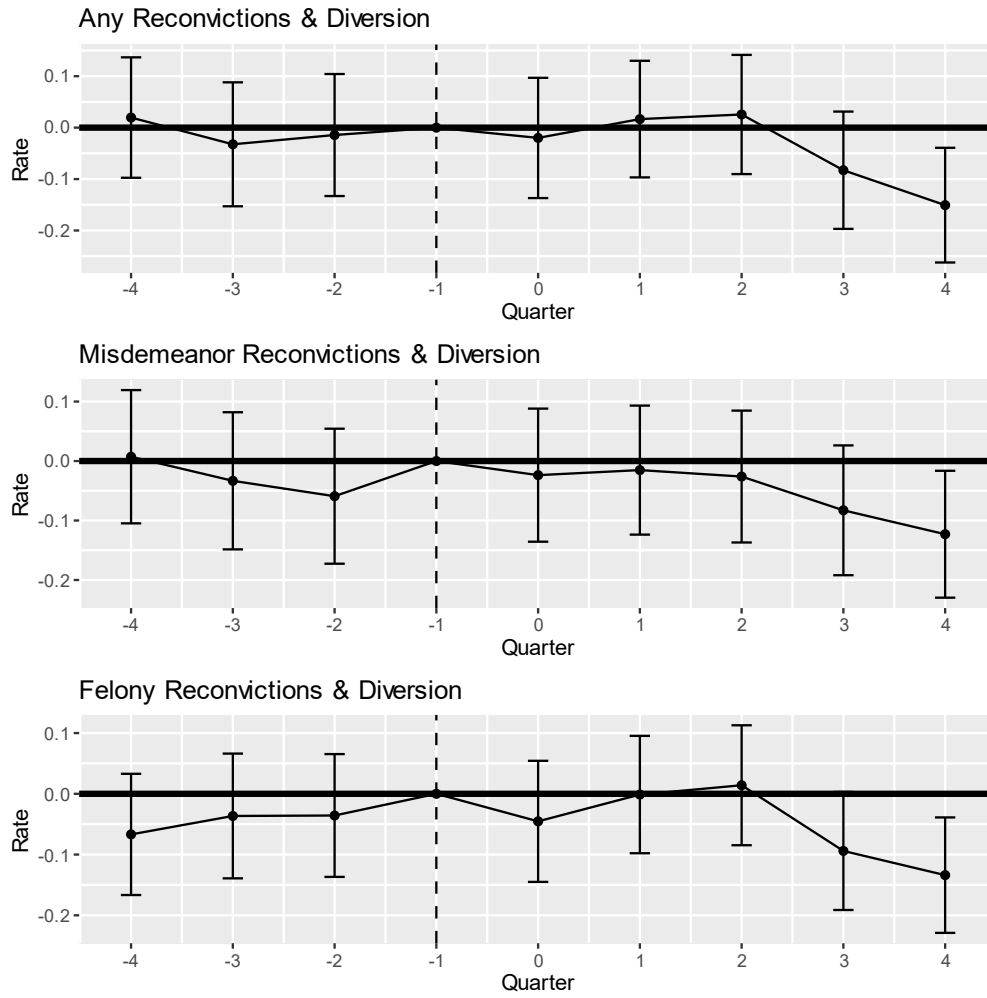 Any Reconvictions & Diversion
0.1
0.0
-0.1
-0.2
Rate
-4 -3 -2 -1 0 1 2 3 4
Quarter
Misdemeanor Reconvictions & Diversion
0.1
0.0
-0.1
-0.2
Rate
-4 -3 -2 -1 0 1 2 3 4
Quarter
Felony Reconvictions & Diversion
0.1
0.0
-0.1
-0.2
Rate
-4 -3 -2 -1 0 1 2 3 4
Quarter